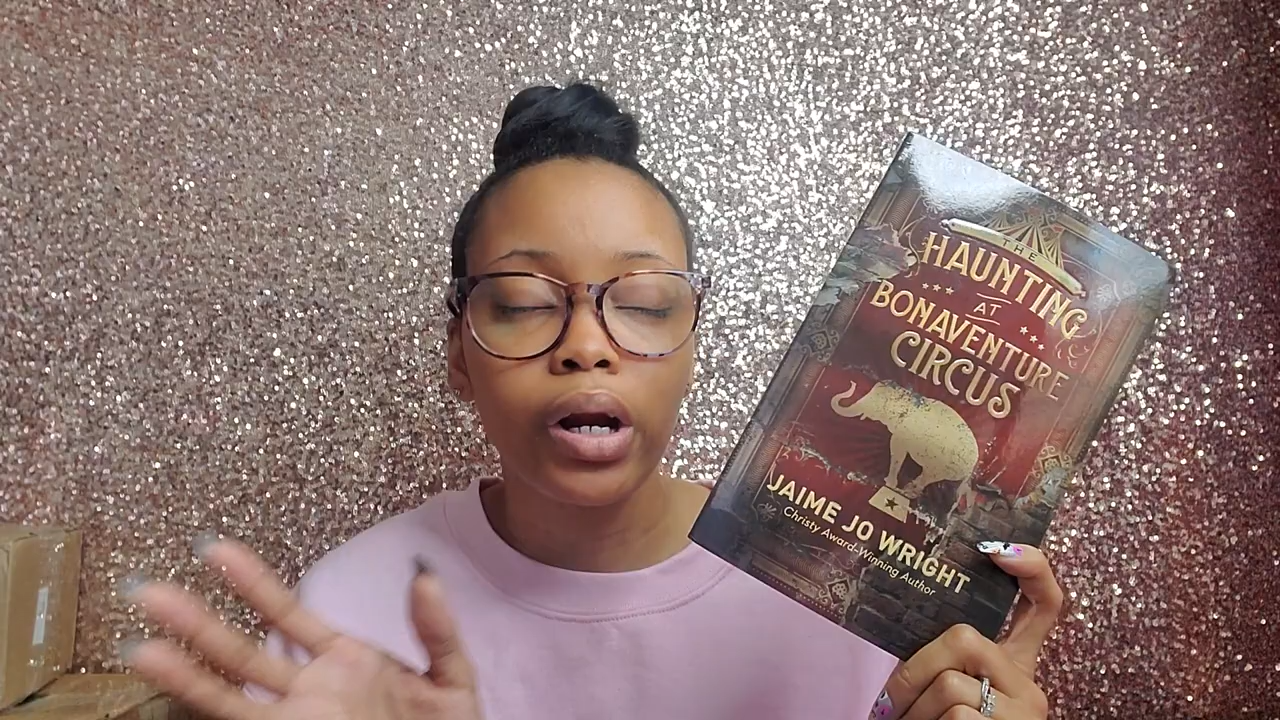 THE
HAUNTING
AT
BONAVENTURE
CIRCUS
JAIME JO WRIGHT
Christy Award-Winning Author